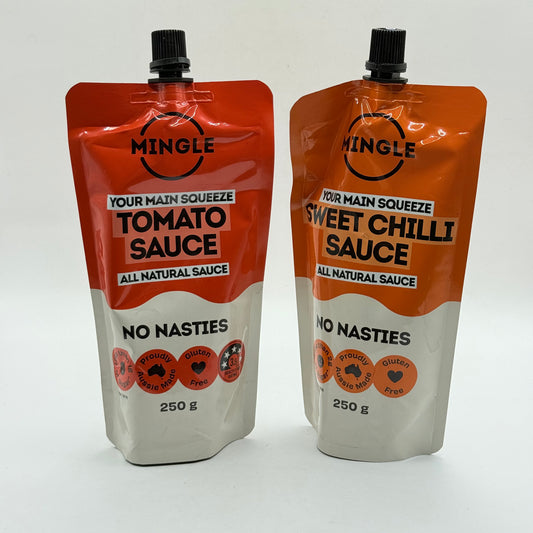 MINGLE
YOUR MAIN SQUEEZE
TOMATO
SAUCE
ALL NATURAL SAUCE
NO NASTIES
Proudly
Aussie Made
Gluten
Free
250 g
MINGLE
YOUR MAIN SQUEEZE
SWEET CHILLI
SAUCE
ALL NATURAL SAUCE
NO NASTIES
Proudly
Aussie Made
Gluten
Free
250 g